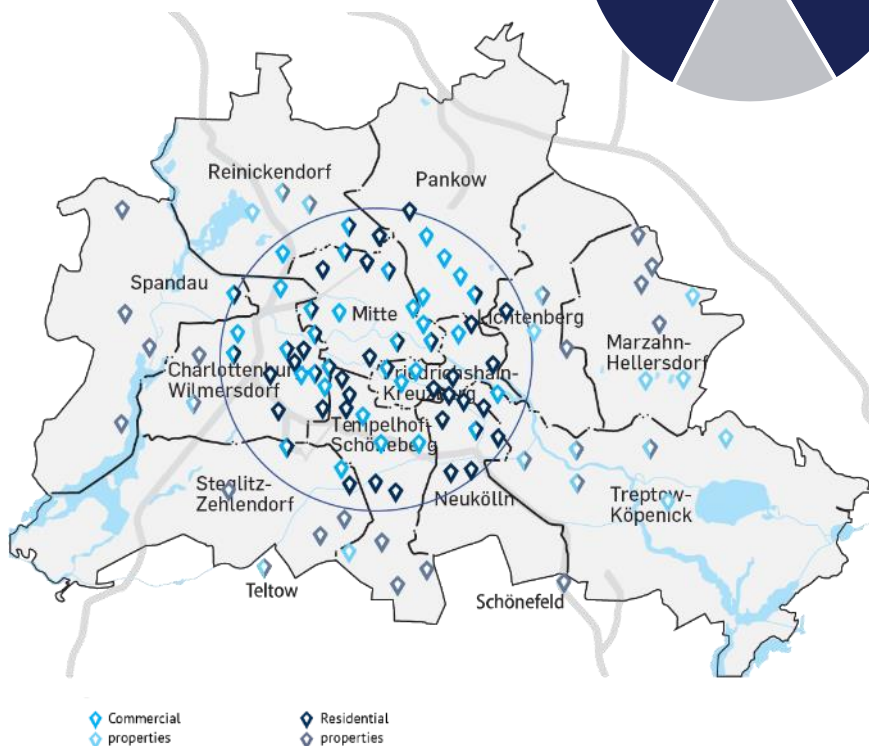 Reinickendorf
Pankow
Spandau
Mitte
Lichtenberg
Marzahn-
Hellersdorf
Charlottenburg
Wilmersdorf
Friedrichshain-
Kreuzberg
Tempelhof-
Schöneberg
Steglitz-
Zehlendorf
Neukölln
Treptow-
Köpenick
Teltow
Schönefeld
Commercial
properties
Residential
properties